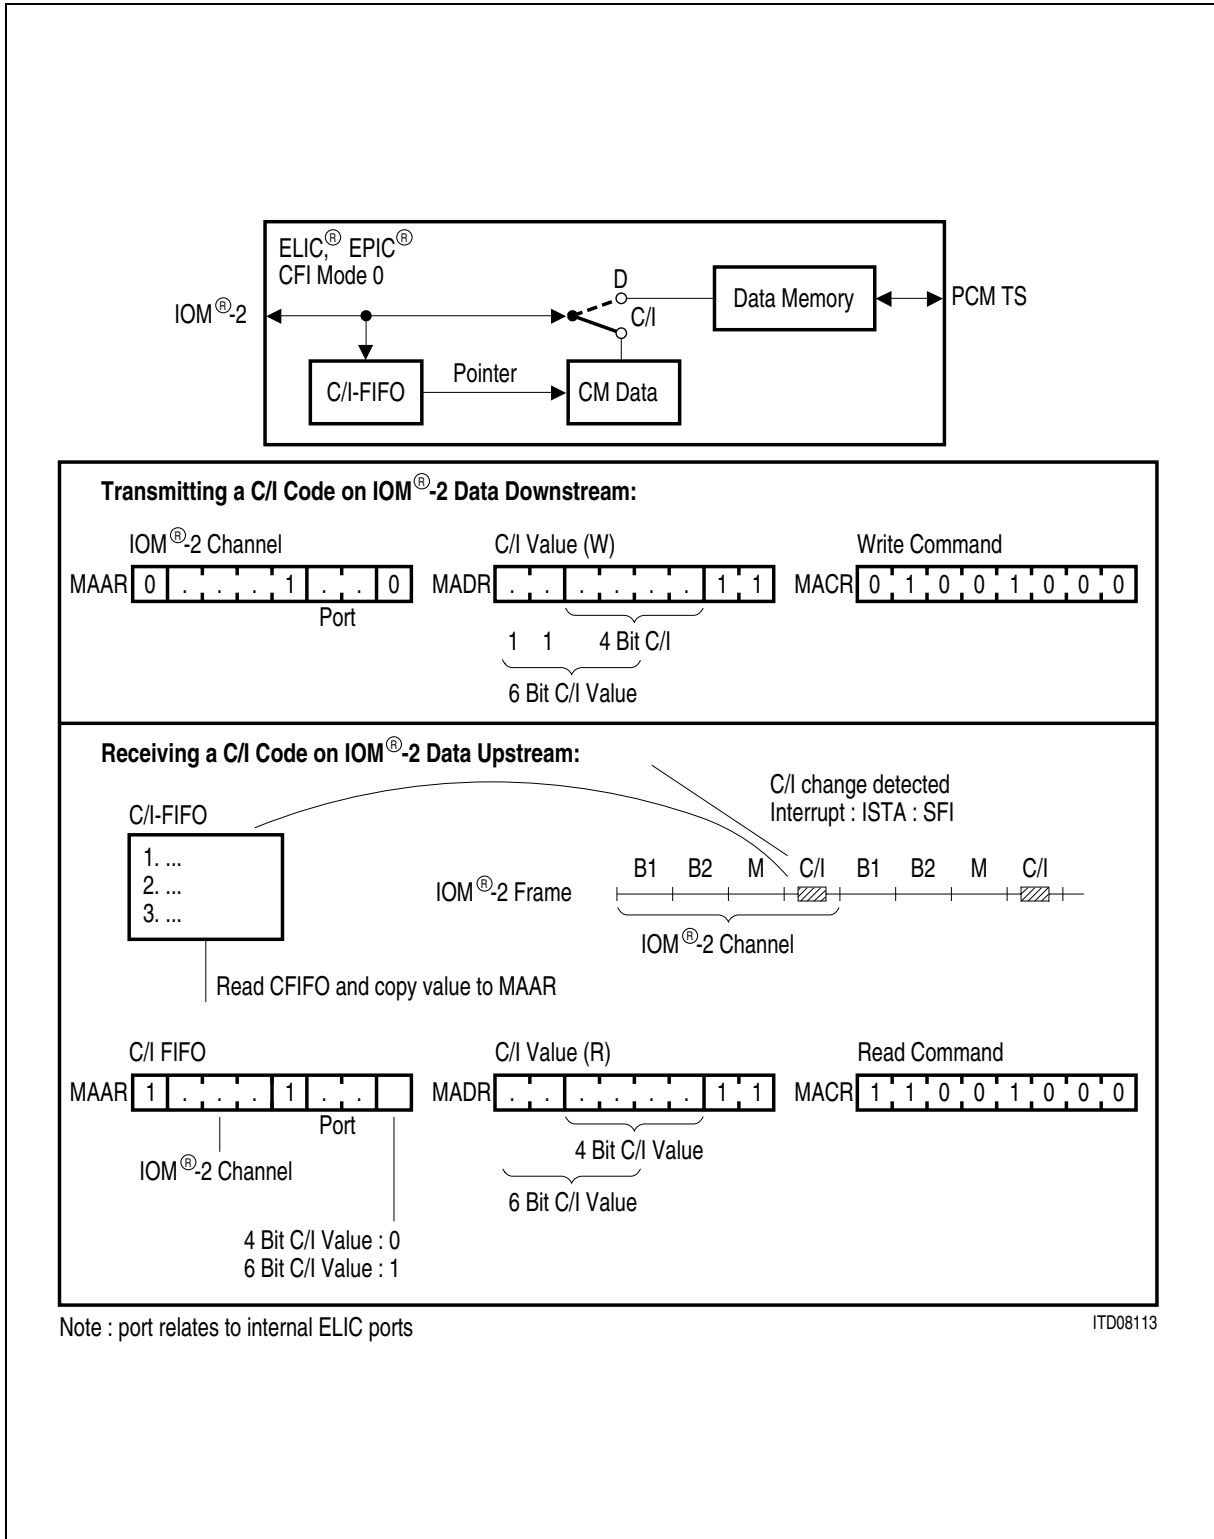 ELIC,® EPIC®
CFI Mode 0
IOM®-2
D
C/I
Data Memory
PCM TS
C/I-FIFO
Pointer
CM Data
Transmitting a C/I Code on IOM®-2 Data Downstream:
IOM®-2 Channel
C/I Value (W)
Write Command
MAAR 0 . . . 1 . . 0
MADR . . . . . . 1 1
MACR 0 1 0 0 1 0 0 0
Port
1 1 4 Bit C/I
6 Bit C/I Value
Receiving a C/I Code on IOM®-2 Data Upstream:
C/I change detected
Interrupt : ISTA : SFI
C/I-FIFO
1. ...
2. ...
3. ...
B1 B2 M C/I B1 B2 M C/I
IOM®-2 Frame
IOM®-2 Channel
Read CFIFO and copy value to MAAR
C/I FIFO
C/I Value (R)
Read Command
MAAR 1 . . . 1 . .
MADR . . . . . . 1 1
MACR 1 1 0 0 1 0 0 0
Port
IOM®-2 Channel
4 Bit C/I Value
6 Bit C/I Value
4 Bit C/I Value : 0
6 Bit C/I Value : 1
Note : port relates to internal ELIC ports
ITD08113